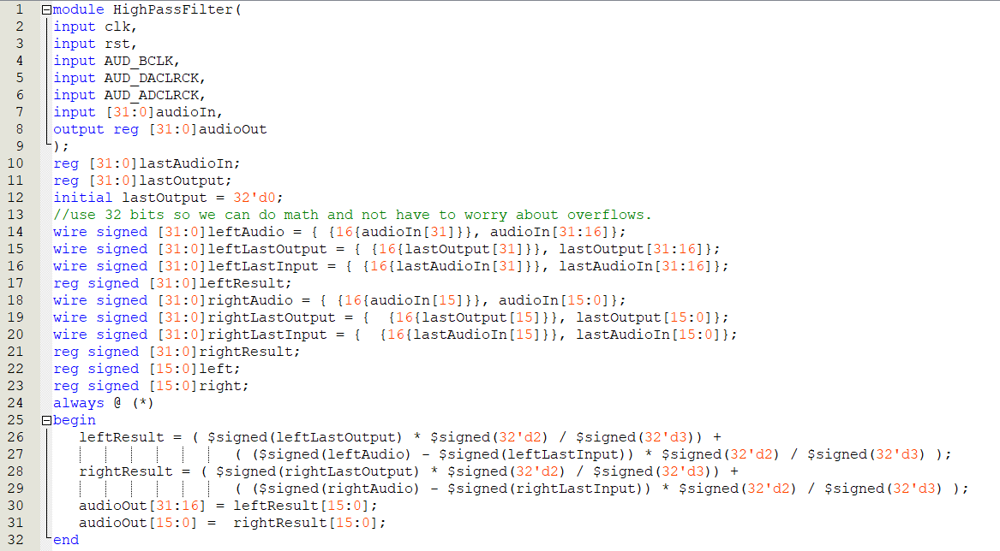 1 module HighPassFilter(
2 input clk,
3 input rst,
4 input AUD_BCLK,
5 input AUD_DACLRCK,
6 input AUD_ADCLRCK,
7 input [31:0]audioIn,
8 output reg [31:0]audioOut
9 );
10 reg [31:0]lastAudioIn;
11 reg [31:0]lastOutput;
12 initial lastOutput = 32'd0;
13 //use 32 bits so we can do math and not have to worry about overflows.
14 wire signed [31:0]leftAudio = { {16{audioIn[31]}}, audioIn[31:16]};
15 wire signed [31:0]leftLastOutput = { {16{lastOutput[31]}}, lastOutput[31:16]};
16 wire signed [31:0]leftLastInput = { {16{lastAudioIn[31]}}, lastAudioIn[31:16]};
17 reg signed [31:0]leftResult;
18 wire signed [31:0]rightAudio = { {16{audioIn[15]}}, audioIn[15:0]};
19 wire signed [31:0]rightLastOutput = {  {16{lastOutput[15]}}, lastOutput[15:0]};
20 wire signed [31:0]rightLastInput = {  {16{lastAudioIn[15]}}, lastAudioIn[15:0]};
21 reg signed [31:0]rightResult;
22 reg signed [15:0]left;
23 reg signed [15:0]right;
24 always @ (*)
25 begin
26    leftResult = ( $signed(leftLastOutput) * $signed(32'd2) / $signed(32'd3)) +
27                      ( ($signed(leftAudio) - $signed(leftLastInput)) * $signed(32'd2) / $signed(32'd3) );
28    rightResult = ( $signed(rightLastOutput) * $signed(32'd2) / $signed(32'd3)) +
29                      ( ($signed(rightAudio) - $signed(rightLastInput)) * $signed(32'd2) / $signed(32'd3) );
30    audioOut[31:16] = leftResult[15:0];
31    audioOut[15:0] =  rightResult[15:0];
32 end